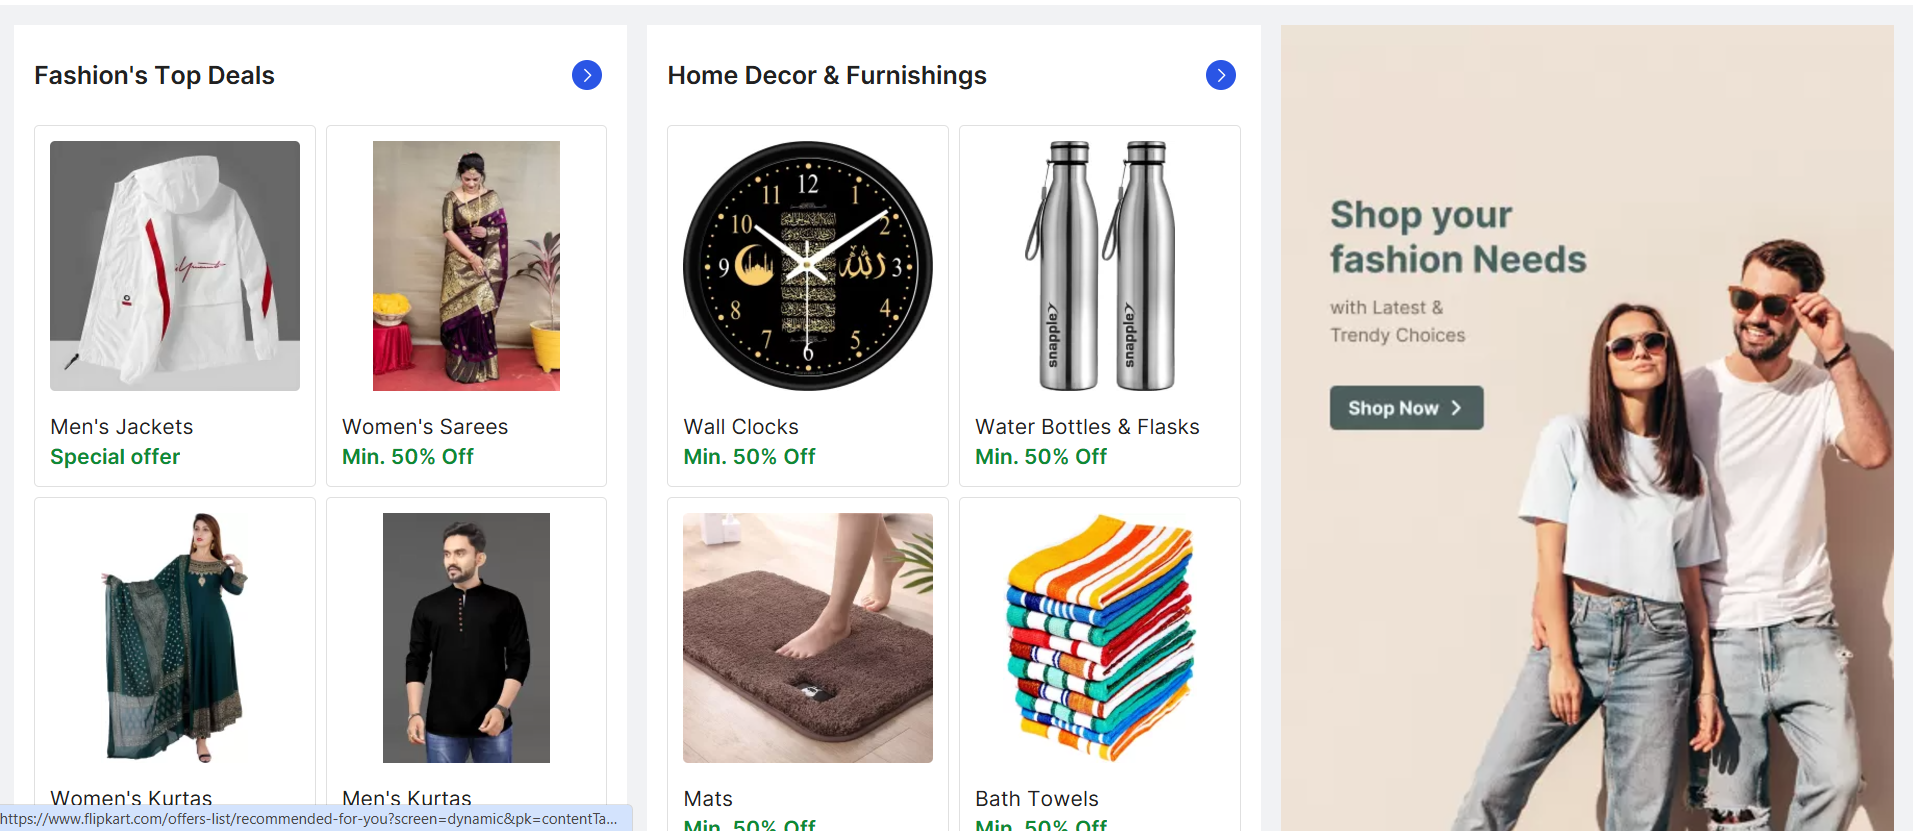 Fashion's Top Deals
Men's Jackets
Special offer
Women's Sarees
Min. 50% Off
Women's Kurtas
Men's Kurtas
Home Decor & Furnishings
12
11
1
10
2
9
3
8
4
7
5
6
الله
Wall Clocks
Min. 50% Off
snapple
snapple
Water Bottles & Flasks
Min. 50% Off
Mats
Min. 50% Off
Bath Towels
Min. 50% Off
Shop your
fashion Needs
with Latest &
Trendy Choices
Shop Now
https://www.flipkart.com/offers-list/recommended-for-you?screen=dynamic&pk=contentTa...